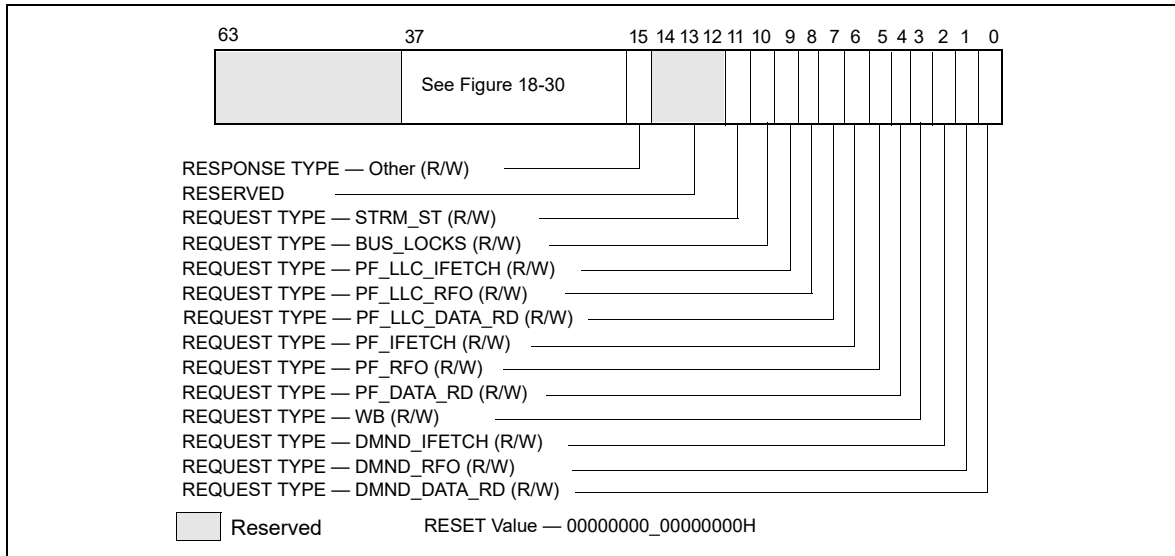 63 37 15 14 13 12 11 10 9 8 7 6 5 4 3 2 1 0
See Figure 18-30
RESPONSE TYPE — Other (R/W)
RESERVED
REQUEST TYPE — STRM_ST (R/W)
REQUEST TYPE — BUS_LOCKS (R/W)
REQUEST TYPE — PF_LLC_IFETCH (R/W)
REQUEST TYPE — PF_LLC_RFO (R/W)
REQUEST TYPE — PF_LLC_DATA_RD (R/W)
REQUEST TYPE — PF_IFETCH (R/W)
REQUEST TYPE — PF_RFO (R/W)
REQUEST TYPE — PF_DATA_RD (R/W)
REQUEST TYPE — WB (R/W)
REQUEST TYPE — DMND_IFETCH (R/W)
REQUEST TYPE — DMND_RFO (R/W)
REQUEST TYPE — DMND_DATA_RD (R/W)
Reserved RESET Value — 00000000_00000000H